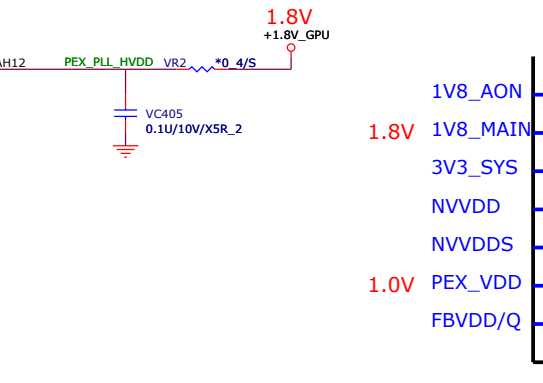 1.8V
+1.8V_GPU
AH12 PEX_PLL_HVDD VR2 *0_4/S
VC405
0.1U/10V/X5R_2
1V8_AON
1.8V 1V8_MAIN
3V3_SYS
NVVDD
NVVDDS
1.0V PEX_VDD
FBVDD/Q